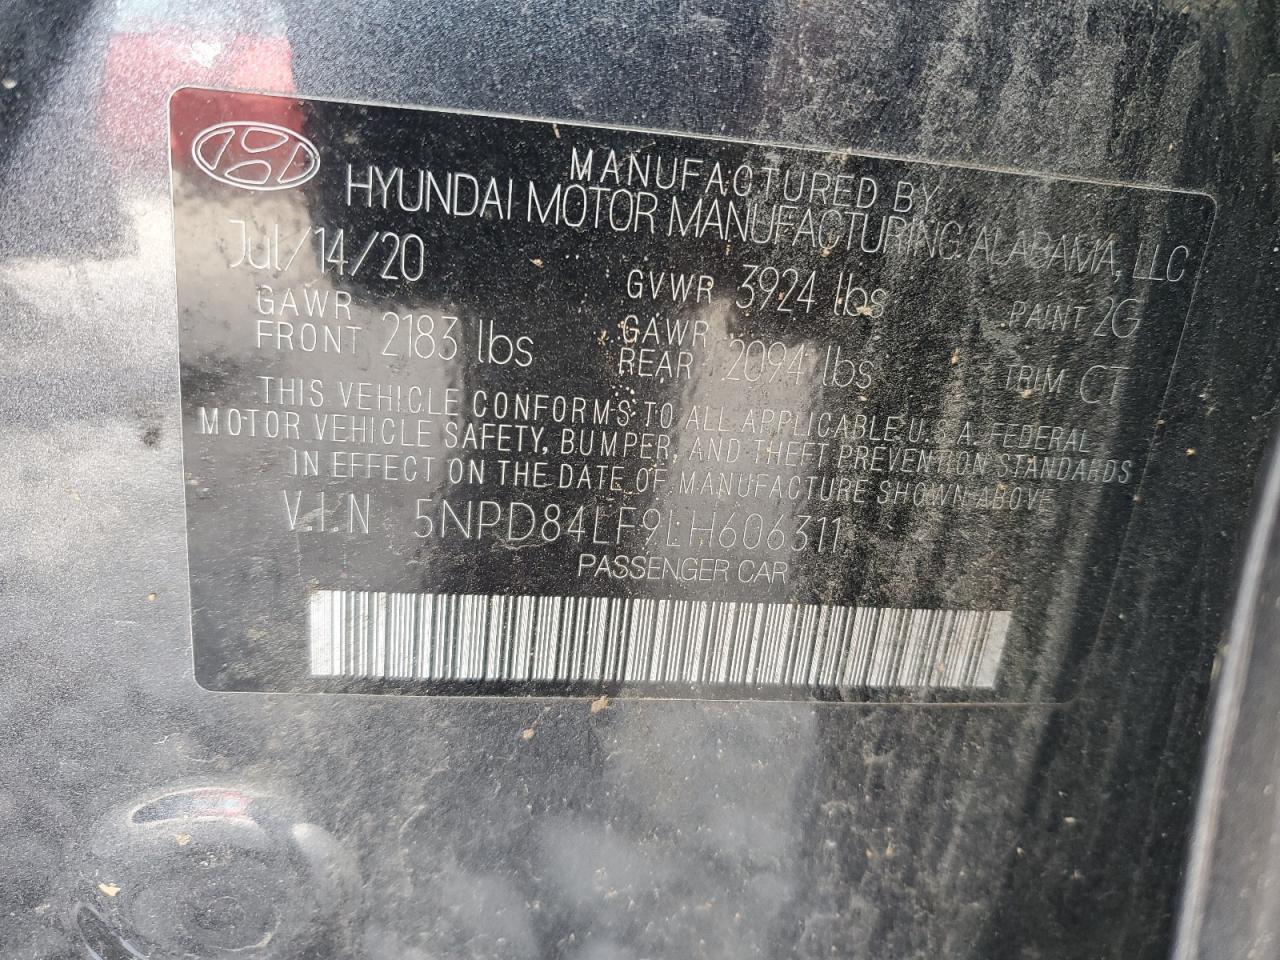 MANUFACTURED BY
HYUNDAI MOTOR MANUFACTURING ALABAMA, LLC
Jul/14/20
GVWR 3924 lbs
PAINT 2G
GAWR FRONT 2183 lbs
GAWR REAR 2094 lbs
TRIM CT
THIS VEHICLE CONFORMS TO ALL APPLICABLE U.S.A. FEDERAL
MOTOR VEHICLE SAFETY, BUMPER, AND THEFT PREVENTION STANDARDS
IN EFFECT ON THE DATE OF MANUFACTURE SHOWN ABOVE
V.I.N 5NPD84LF9LH606311
PASSENGER CAR